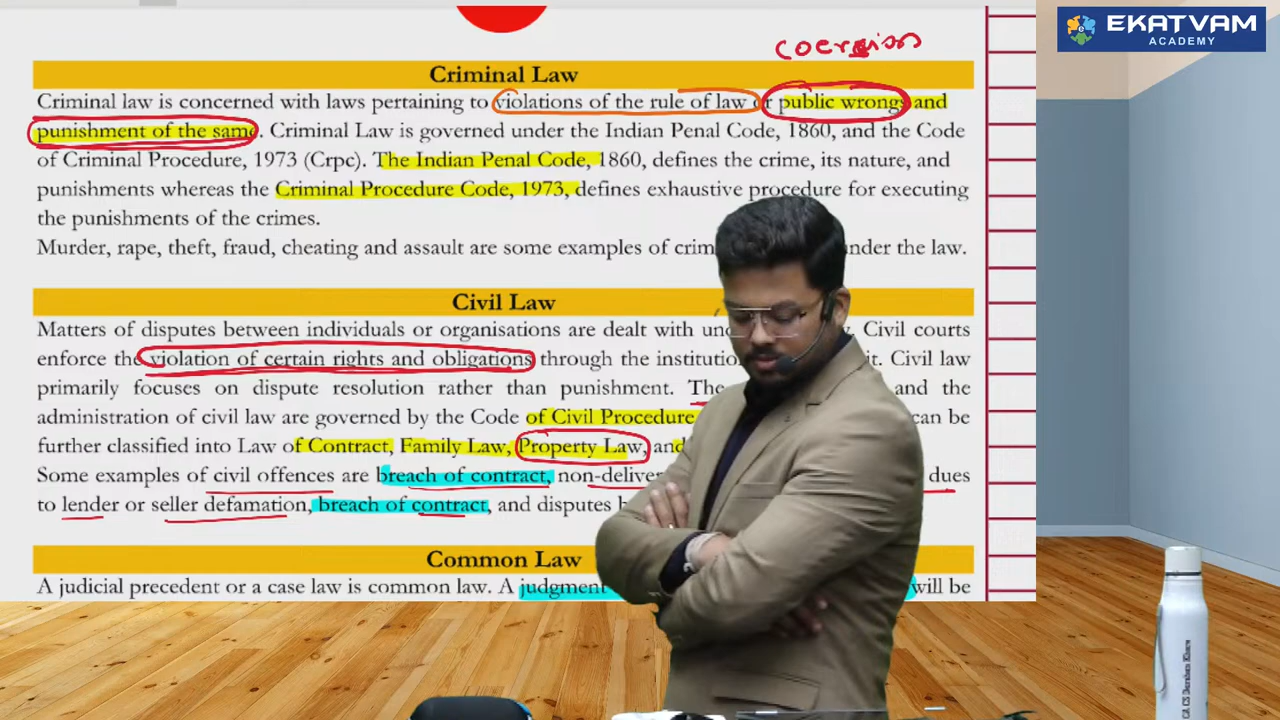 EKATVAM
ACADEMY
coercion
Criminal Law
Criminal law is concerned with laws pertaining to violations of the rule of law or public wrongs and
punishment of the same. Criminal Law is governed under the Indian Penal Code, 1860, and the Code
of Criminal Procedure, 1973 (Crpc). The Indian Penal Code, 1860, defines the crime, its nature, and
punishments whereas the Criminal Procedure Code, 1973, defines exhaustive procedure for executing
the punishments of the crimes.
Murder, rape, theft, fraud, cheating and assault are some examples of crim under the law.
Civil Law
Matters of disputes between individuals or organisations are dealt with Civil courts
enforce the violation of certain rights and obligations through the Civil law
primarily focuses on dispute resolution rather than punishment. The and the
administration of civil law are governed by the Code of Civil Procedure can be
further classified into Law of Contract, Family Law, Property Law,
Some examples of civil offences are breach of contract, dues
to lender or seller defamation, breach of contract, and disputes
Common Law
A judicial precedent or a case law is common law. A judgment will be
CA CS Darshan Khare